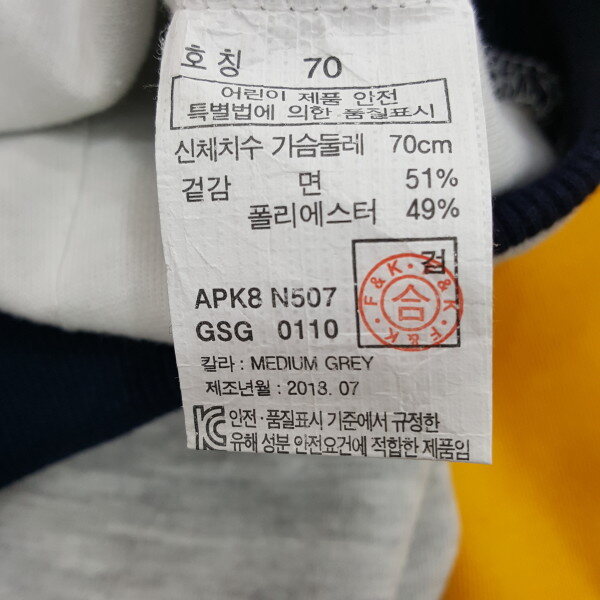 호칭 70
어린이 제품 안전
특별법에 의한 품질표시
신체치수 가슴둘레 70cm
겉감 면 51%
폴리에스터 49%
검
F&K · F&K · F&K
合
APK8 N507
GSG 0110
칼라 : MEDIUM GREY
제조년월 : 2013. 07
KC 안전·품질표시 기준에서 규정한
유해 성분 안전요건에 적합한 제품임